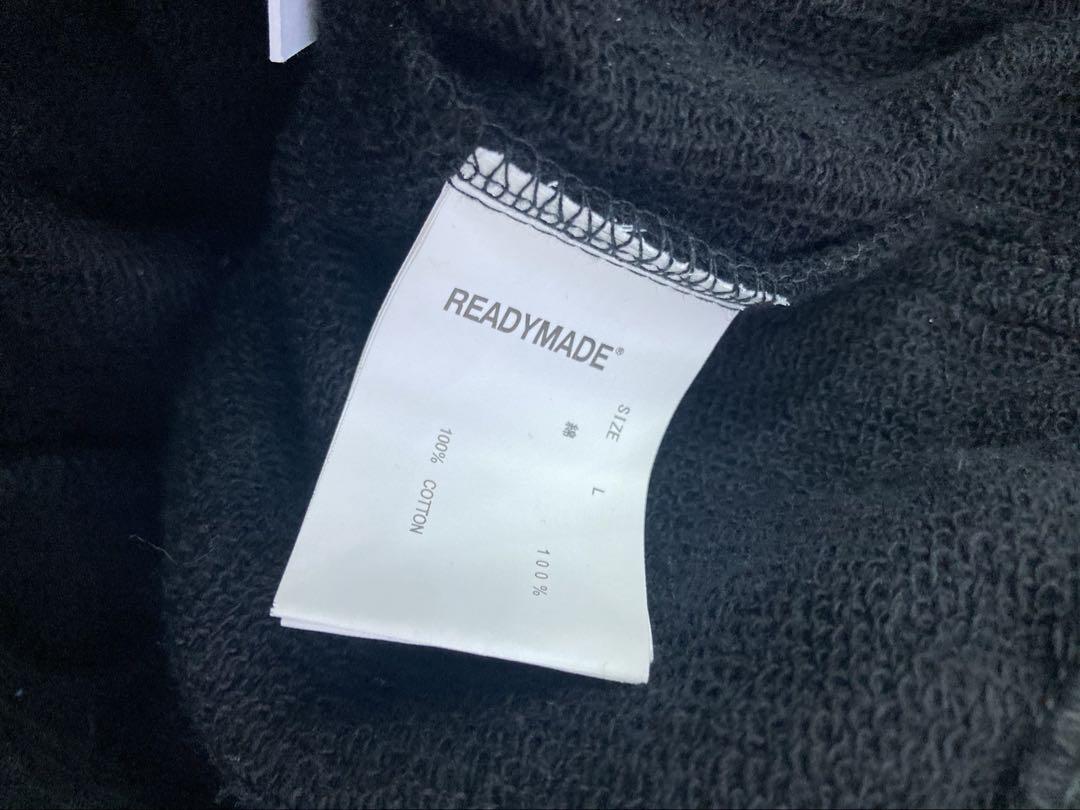 READYMADE®
SIZE L
綿 100%
100% COTTON